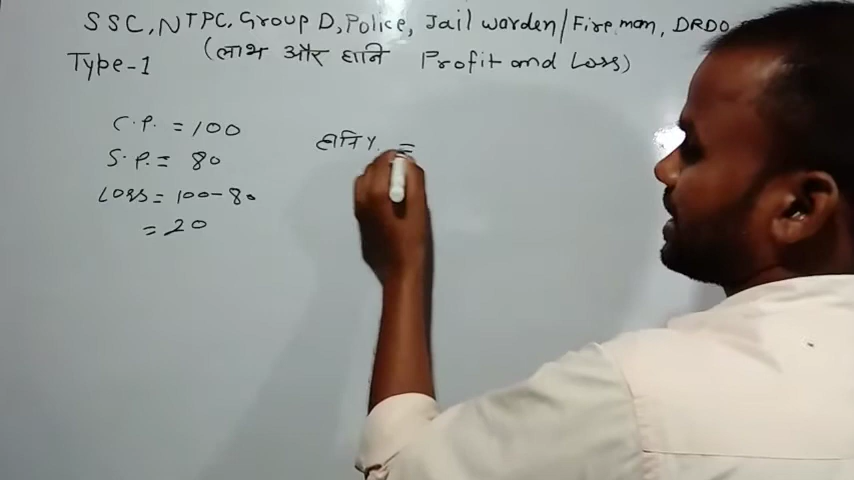 SSC, NTPC, Group D, Police, Jail warden/Fire man, DRDO
Type-1 (लाभ और हानि Profit and Loss)
C.P. = 100
S.P. = 80
Loss = 100-80
= 20
हानि% =